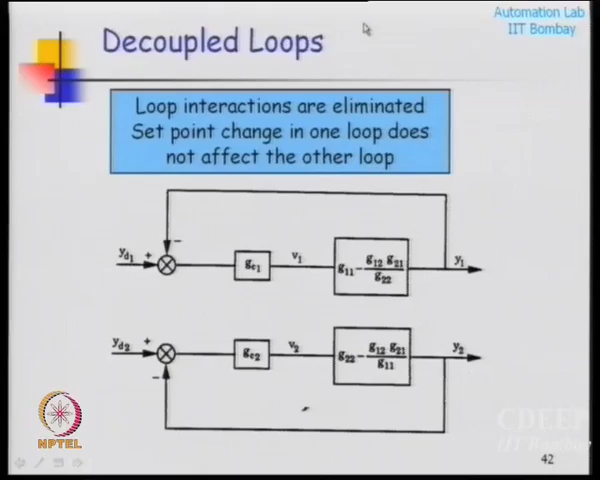 Automation Lab
IIT Bombay
Decoupled Loops
Loop interactions are eliminated
Set point change in one loop does
not affect the other loop
y_d1 + − g_c1 v_1 g_11 − g_12 g_21 / g_22 y_1
y_d2 + − g_c2 v_2 g_22 − g_12 g_21 / g_11 y_2
NPTEL
CDEEP
IIT Bombay
42